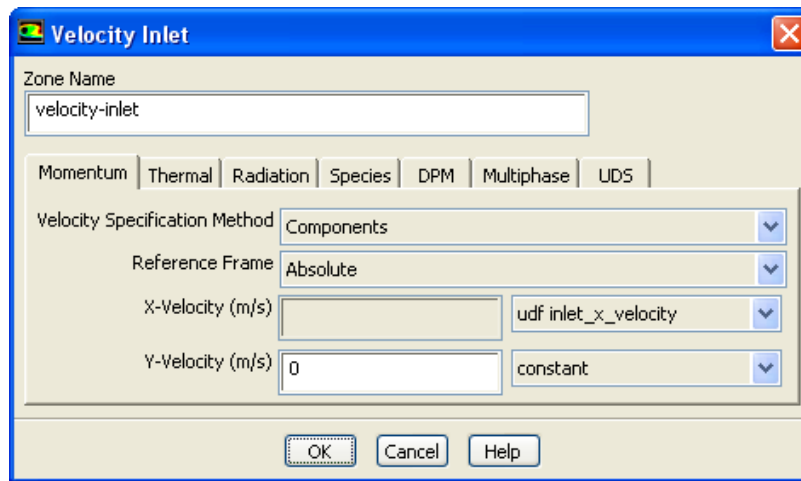 Velocity Inlet
Zone Name
velocity-inlet
Momentum Thermal Radiation Species DPM Multiphase UDS
Velocity Specification Method Components
Reference Frame Absolute
X-Velocity (m/s) udf inlet_x_velocity
Y-Velocity (m/s) 0 constant
OK Cancel Help